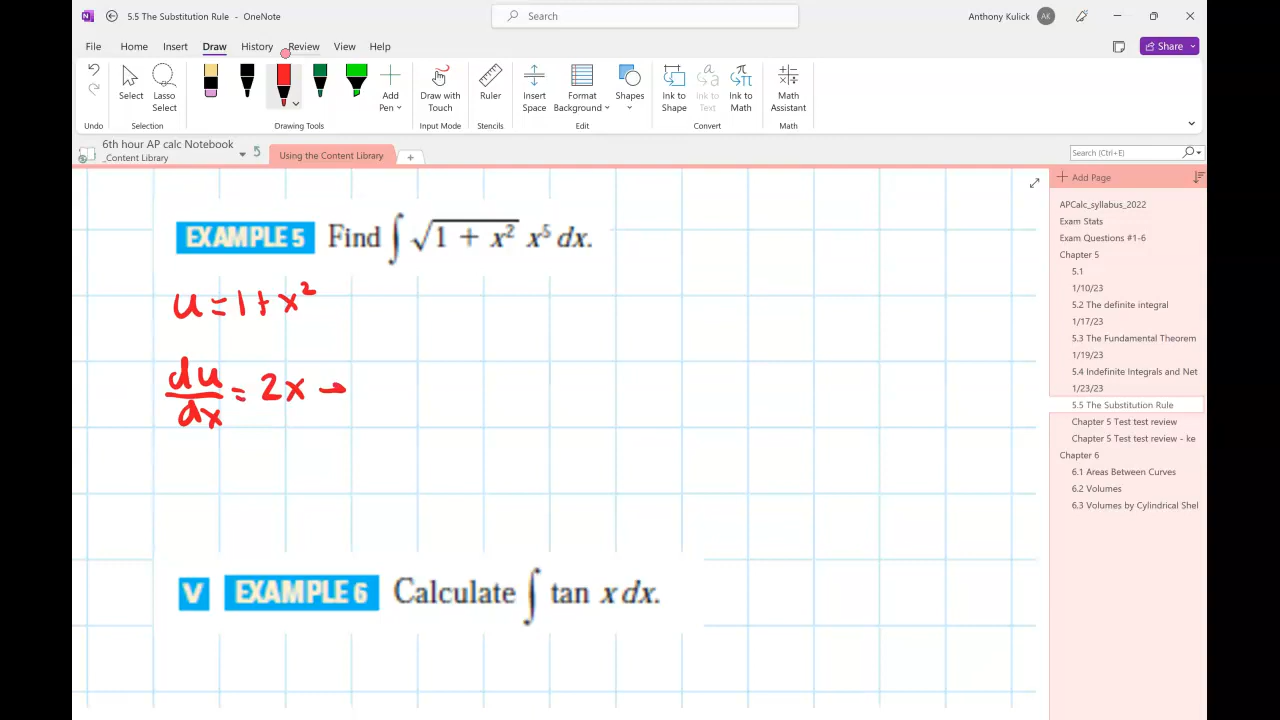 5.5 The Substitution Rule - OneNote
Search
Anthony Kulick
AK
File Home Insert Draw History Review View Help
Share
Undo
Select
Lasso Select
Selection
Add Pen
Drawing Tools
Draw with Touch
Input Mode
Ruler
Stencils
Insert Space
Format Background
Shapes
Edit
Ink to Shape
Ink to Text
Ink to Math
Convert
Math Assistant
Math
6th hour AP calc Notebook
_Content Library
Using the Content Library
+
Search (Ctrl+E)
EXAMPLE 5 Find ∫ √(1 + x²) x⁵ dx.
u = 1 + x²
du/dx = 2x →
V EXAMPLE 6 Calculate ∫ tan x dx.
Add Page
APCalc_syllabus_2022
Exam Stats
Exam Questions #1-6
Chapter 5
5.1
1/10/23
5.2 The definite integral
1/17/23
5.3 The Fundamental Theorem
1/19/23
5.4 Indefinite Integrals and Net
1/23/23
5.5 The Substitution Rule
Chapter 5 Test test review
Chapter 5 Test test review - ke
Chapter 6
6.1 Areas Between Curves
6.2 Volumes
6.3 Volumes by Cylindrical Shel